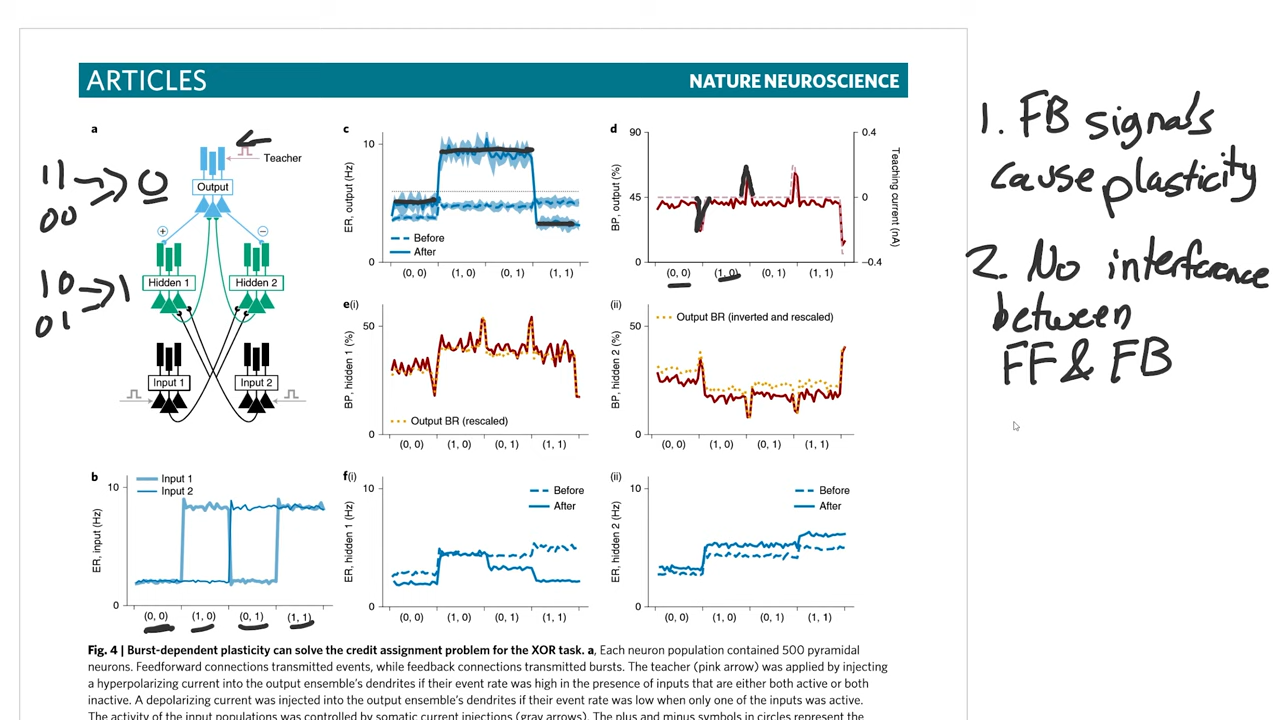 ARTICLES
NATURE NEUROSCIENCE
a
Teacher
Output
+
−
Hidden 1
Hidden 2
Input 1
Input 2
11 → 0
00
10 → 1
01
b
Input 1
Input 2
10
0
ER, input (Hz)
(0, 0) (1, 0) (0, 1) (1, 1)
c
10
0
ER, output (Hz)
Before
After
(0, 0) (1, 0) (0, 1) (1, 1)
d
90
45
0
BP, output (%)
0.4
0
−0.4
Teaching current (nA)
(0, 0) (1, 0) (0, 1) (1, 1)
e(i)
50
0
BP, hidden 1 (%)
Output BR (rescaled)
(0, 0) (1, 0) (0, 1) (1, 1)
(ii)
50
0
BP, hidden 2 (%)
Output BR (inverted and rescaled)
(0, 0) (1, 0) (0, 1) (1, 1)
f(i)
10
0
ER, hidden 1 (Hz)
Before
After
(0, 0) (1, 0) (0, 1) (1, 1)
(ii)
10
0
ER, hidden 2 (Hz)
Before
After
(0, 0) (1, 0) (0, 1) (1, 1)
1. FB signals
cause plasticity
2. No interference
between
FF & FB
Fig. 4 | Burst-dependent plasticity can solve the credit assignment problem for the XOR task. a, Each neuron population contained 500 pyramidal
neurons. Feedforward connections transmitted events, while feedback connections transmitted bursts. The teacher (pink arrow) was applied by injecting
a hyperpolarizing current into the output ensemble's dendrites if their event rate was high in the presence of inputs that are either both active or both
inactive. A depolarizing current was injected into the output ensemble's dendrites if their event rate was low when only one of the inputs was active.
The activity of the input populations was controlled by somatic current injections (gray arrows). The plus and minus symbols in circles represent the